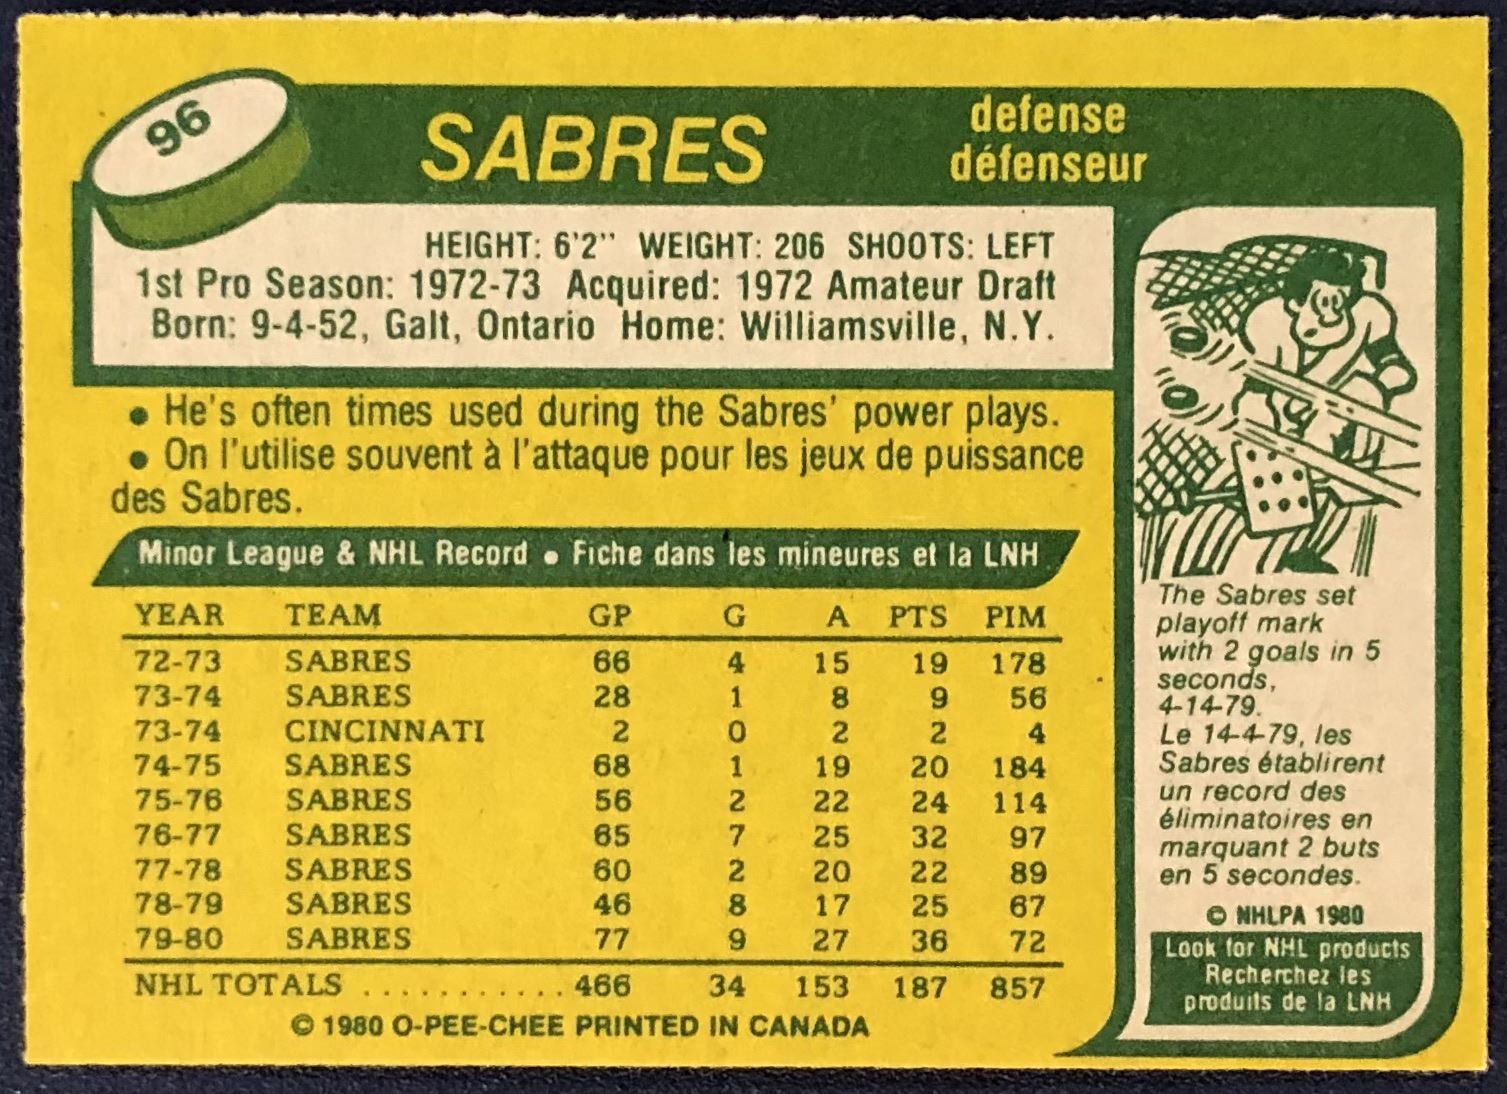 96
SABRES
defense
défenseur
HEIGHT: 6'2" WEIGHT: 206 SHOOTS: LEFT
1st Pro Season: 1972-73 Acquired: 1972 Amateur Draft
Born: 9-4-52, Galt, Ontario Home: Williamsville, N.Y.
• He's often times used during the Sabres' power plays.
• On l'utilise souvent à l'attaque pour les jeux de puissance
des Sabres.
Minor League & NHL Record • Fiche dans les mineures et la LNH
YEAR TEAM GP G A PTS PIM
72-73 SABRES 66 4 15 19 178
73-74 SABRES 28 1 8 9 56
73-74 CINCINNATI 2 0 2 2 4
74-75 SABRES 68 1 19 20 184
75-76 SABRES 56 2 22 24 114
76-77 SABRES 65 7 25 32 97
77-78 SABRES 60 2 20 22 89
78-79 SABRES 46 8 17 25 67
79-80 SABRES 77 9 27 36 72
NHL TOTALS ............ 466 34 153 187 857
© 1980 O-PEE-CHEE PRINTED IN CANADA
The Sabres set
playoff mark
with 2 goals in 5
seconds,
4-14-79.
Le 14-4-79, les
Sabres établirent
un record des
éliminatoires en
marquant 2 buts
en 5 secondes.
© NHLPA 1980
Look for NHL products
Recherchez les
produits de la LNH